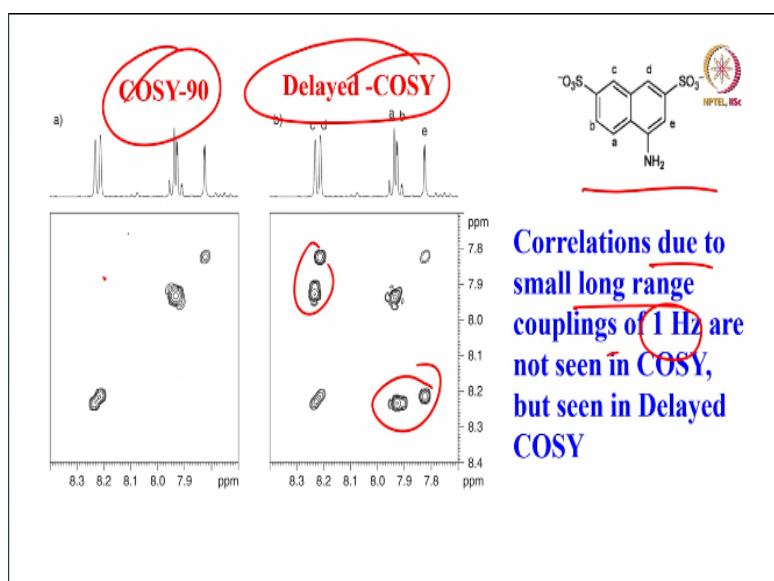 COSY-90
Delayed -COSY
a)
b)
c d
a b
e
ppm
7.8
7.9
8.0
8.1
8.2
8.3
8.4
8.3 8.2 8.1 8.0 7.9 ppm
8.3 8.2 8.1 8.0 7.9 7.8 ppm
c d
⁻O₃S SO₃⁻
b e
a
NH₂
NPTEL, IISc
Correlations due to
small long range
couplings of 1 Hz are
not seen in COSY,
but seen in Delayed
COSY